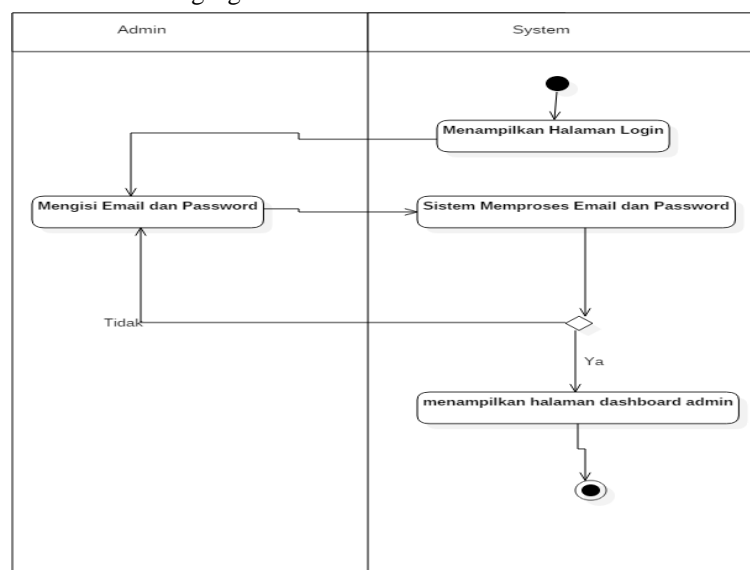 Admin
System
Menampilkan Halaman Login
Mengisi Email dan Password
Sistem Memproses Email dan Password
Tidak
Ya
menampilkan halaman dashboard admin